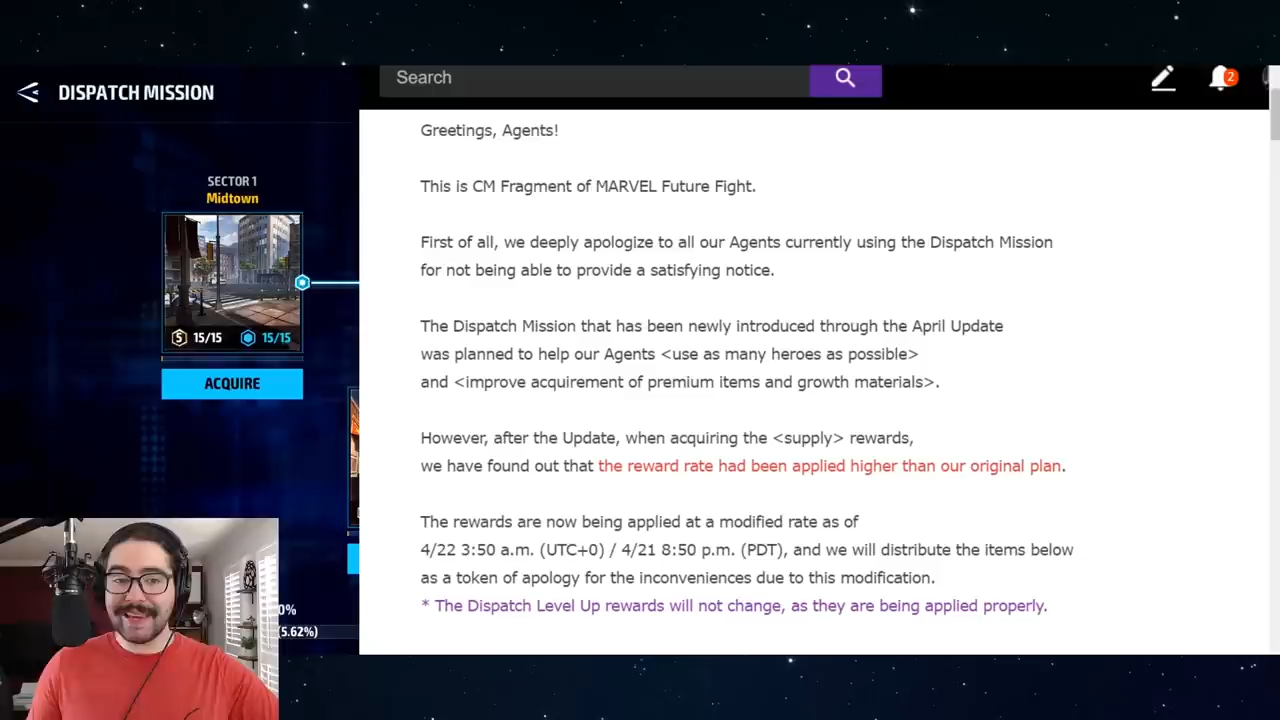 DISPATCH MISSION
Search
2
SECTOR 1
Midtown
S 15/15 15/15
ACQUIRE
0%
(5.62%)
Greetings, Agents!
This is CM Fragment of MARVEL Future Fight.
First of all, we deeply apologize to all our Agents currently using the Dispatch Mission
for not being able to provide a satisfying notice.
The Dispatch Mission that has been newly introduced through the April Update
was planned to help our Agents <use as many heroes as possible>
and <improve acquirement of premium items and growth materials>.
However, after the Update, when acquiring the <supply> rewards,
we have found out that the reward rate had been applied higher than our original plan.
The rewards are now being applied at a modified rate as of
4/22 3:50 a.m. (UTC+0) / 4/21 8:50 p.m. (PDT), and we will distribute the items below
as a token of apology for the inconveniences due to this modification.
* The Dispatch Level Up rewards will not change, as they are being applied properly.